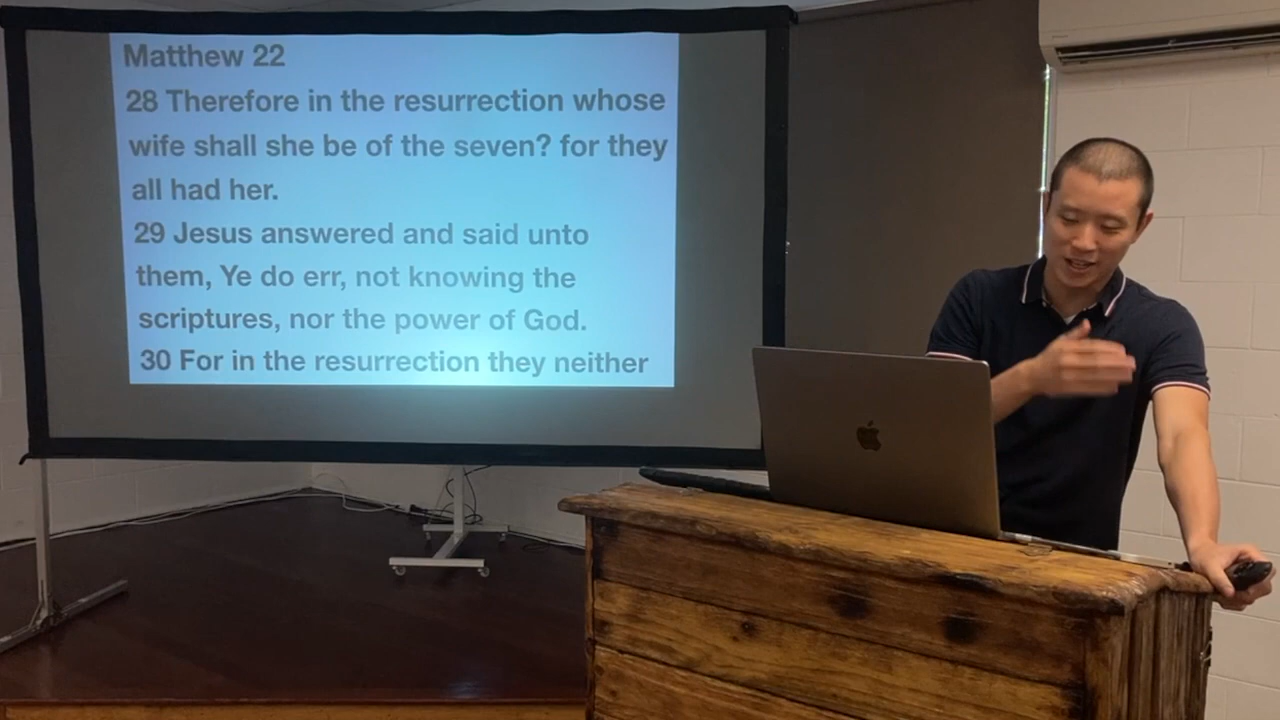 Matthew 22
28 Therefore in the resurrection whose
wife shall she be of the seven? for they
all had her.
29 Jesus answered and said unto
them, Ye do err, not knowing the
scriptures, nor the power of God.
30 For in the resurrection they neither